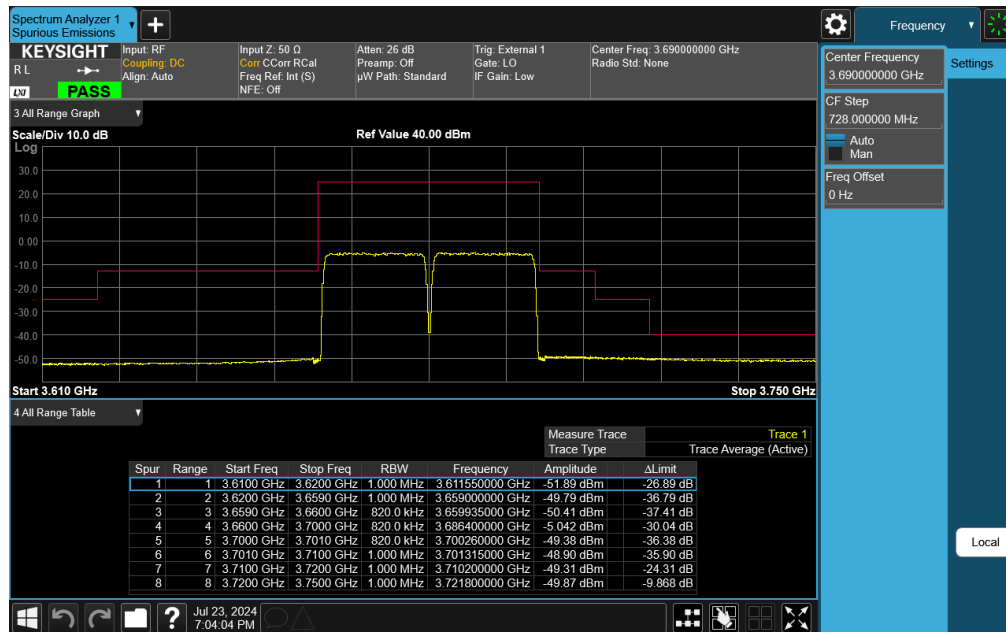 Spectrum Analyzer 1
Spurious Emissions
Frequency
KEYSIGHT
R L
LXI
PASS
Input: RF
Coupling: DC
Align: Auto
Input Z: 50 Ω
Corr CCorr RCal
Freq Ref: Int (S)
NFE: Off
Atten: 26 dB
Preamp: Off
µW Path: Standard
Trig: External 1
Gate: LO
IF Gain: Low
Center Freq: 3.690000000 GHz
Radio Std: None
Center Frequency
3.690000000 GHz
Settings
CF Step
728.000000 MHz
Auto
Man
Freq Offset
0 Hz
3 All Range Graph
Scale/Div 10.0 dB
Ref Value 40.00 dBm
Log
30.0
20.0
10.0
0.00
-10.0
-20.0
-30.0
-40.0
-50.0
Start 3.610 GHz
Stop 3.750 GHz
4 All Range Table
Measure Trace Trace 1
Trace Type Trace Average (Active)
Spur Range Start Freq Stop Freq RBW Frequency Amplitude ΔLimit
1 1 3.6100 GHz 3.6200 GHz 1.000 MHz 3.611550000 GHz -51.89 dBm -26.89 dB
2 2 3.6200 GHz 3.6590 GHz 1.000 MHz 3.659000000 GHz -49.79 dBm -36.79 dB
3 3 3.6590 GHz 3.6600 GHz 820.0 kHz 3.659935000 GHz -50.41 dBm -37.41 dB
4 4 3.6600 GHz 3.7000 GHz 820.0 kHz 3.686400000 GHz -5.042 dBm -30.04 dB
5 5 3.7000 GHz 3.7010 GHz 820.0 kHz 3.700260000 GHz -49.38 dBm -36.38 dB
6 6 3.7010 GHz 3.7100 GHz 1.000 MHz 3.701315000 GHz -48.90 dBm -35.90 dB
7 7 3.7100 GHz 3.7200 GHz 1.000 MHz 3.710200000 GHz -49.31 dBm -24.31 dB
8 8 3.7200 GHz 3.7500 GHz 1.000 MHz 3.721800000 GHz -49.87 dBm -9.868 dB
Local
?
Jul 23, 2024
7:04:04 PM